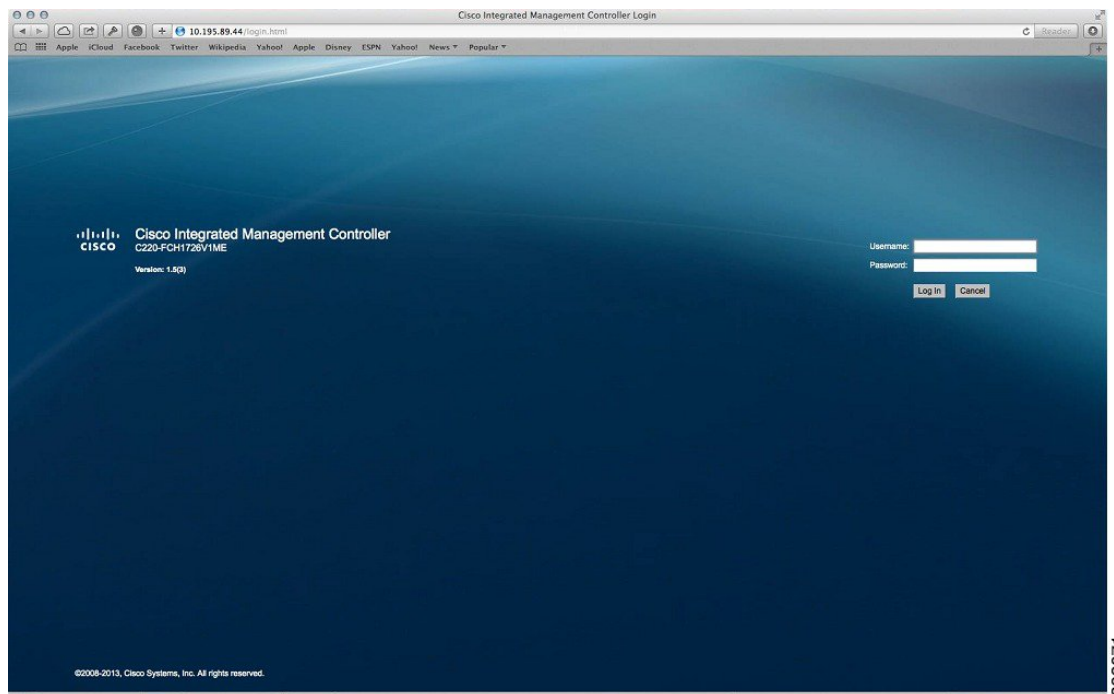 Cisco Integrated Management Controller Login
10.195.89.44/login.html
Reader
Apple iCloud Facebook Twitter Wikipedia Yahoo! Apple Disney ESPN Yahoo! News Popular
CISCO
Cisco Integrated Management Controller
C220-FCH1726V1ME
Version: 1.5(3)
Username:
Password:
Log In Cancel
©2008-2013, Cisco Systems, Inc. All rights reserved.